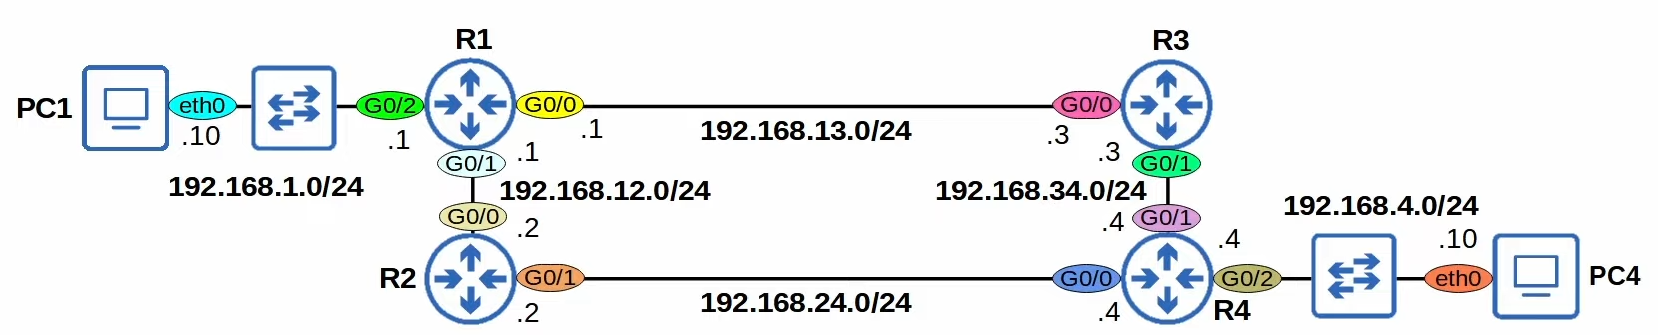 R1
R3
PC1
eth0
G0/2
G0/0
G0/0
.10
.1
.1
.3
192.168.13.0/24
G0/1
.1
.3
G0/1
192.168.1.0/24
192.168.12.0/24
192.168.34.0/24
G0/0
.2
.4
G0/1
192.168.4.0/24
.4
.10
R2
G0/1
G0/0
G0/2
eth0
PC4
.2
192.168.24.0/24
.4
R4